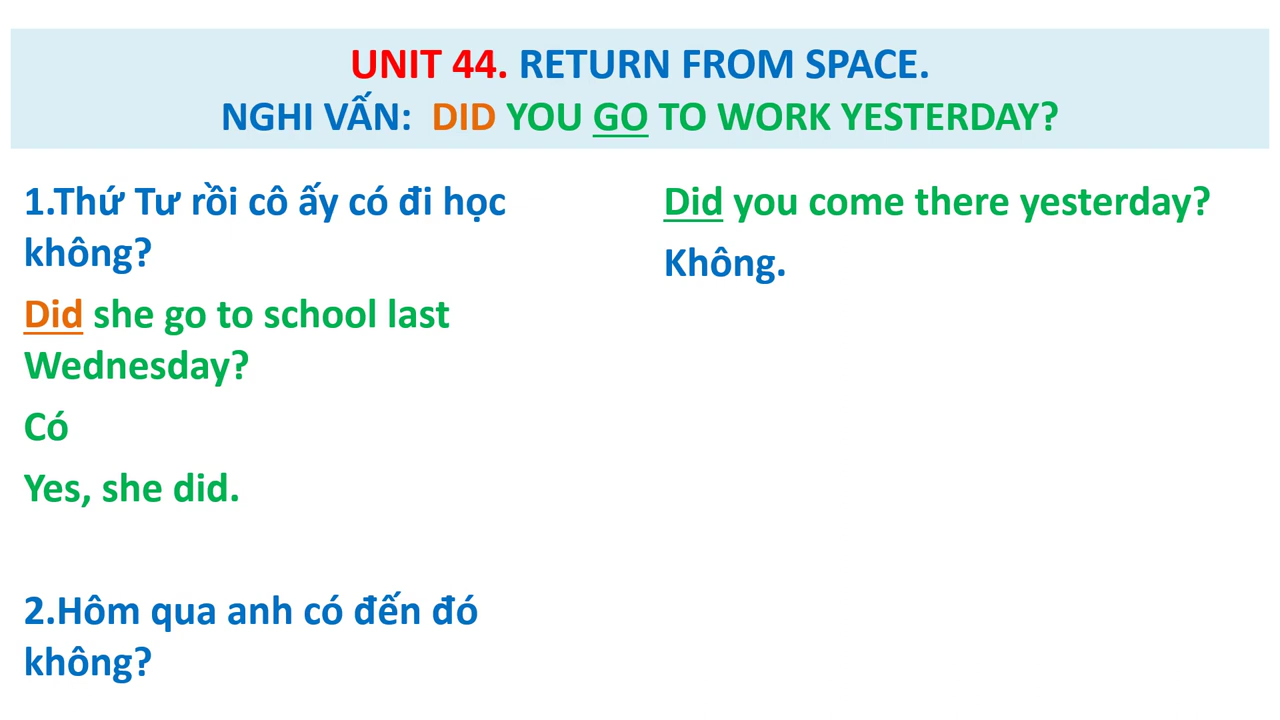 UNIT 44. RETURN FROM SPACE.
NGHI VẤN: DID YOU GO TO WORK YESTERDAY?
1.Thứ Tư rồi cô ấy có đi học
không?
Did she go to school last
Wednesday?
Có
Yes, she did.
2.Hôm qua anh có đến đó
không?
Did you come there yesterday?
Không.